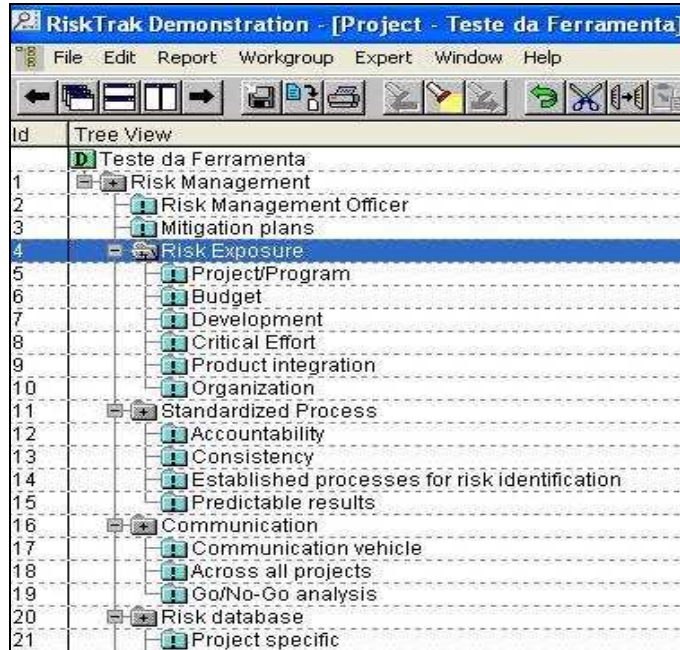 RiskTrak Demonstration - [Project - Teste da Ferramenta]
File Edit Report Workgroup Expert Window Help
Id Tree View
D Teste da Ferramenta
1 Risk Management
2 Risk Management Officer
3 Mitigation plans
4 Risk Exposure
5 Project/Program
6 Budget
7 Development
8 Critical Effort
9 Product integration
10 Organization
11 Standardized Process
12 Accountability
13 Consistency
14 Established processes for risk identification
15 Predictable results
16 Communication
17 Communication vehicle
18 Across all projects
19 Go/No-Go analysis
20 Risk database
21 Project specific